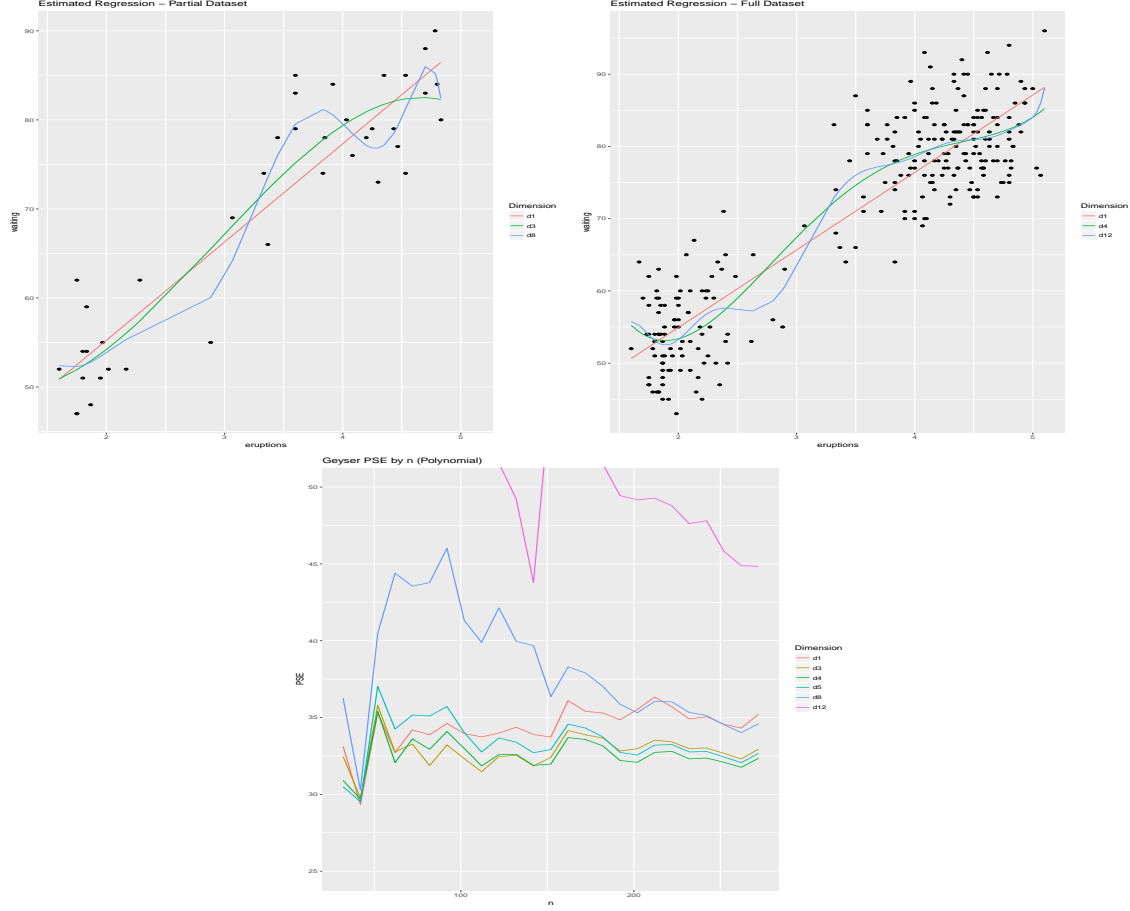 Estimated Regression – Partial Dataset
90
80
70
60
50
waiting
2
3
4
5
eruptions
Dimension
d1
d3
d8
Estimated Regression – Full Dataset
90
80
70
60
50
waiting
2
3
4
5
eruptions
Dimension
d1
d4
d12
Geyser PSE by n (Polynomial)
50
45
40
35
30
25
PSE
100
200
n
Dimension
d1
d3
d4
d5
d8
d12